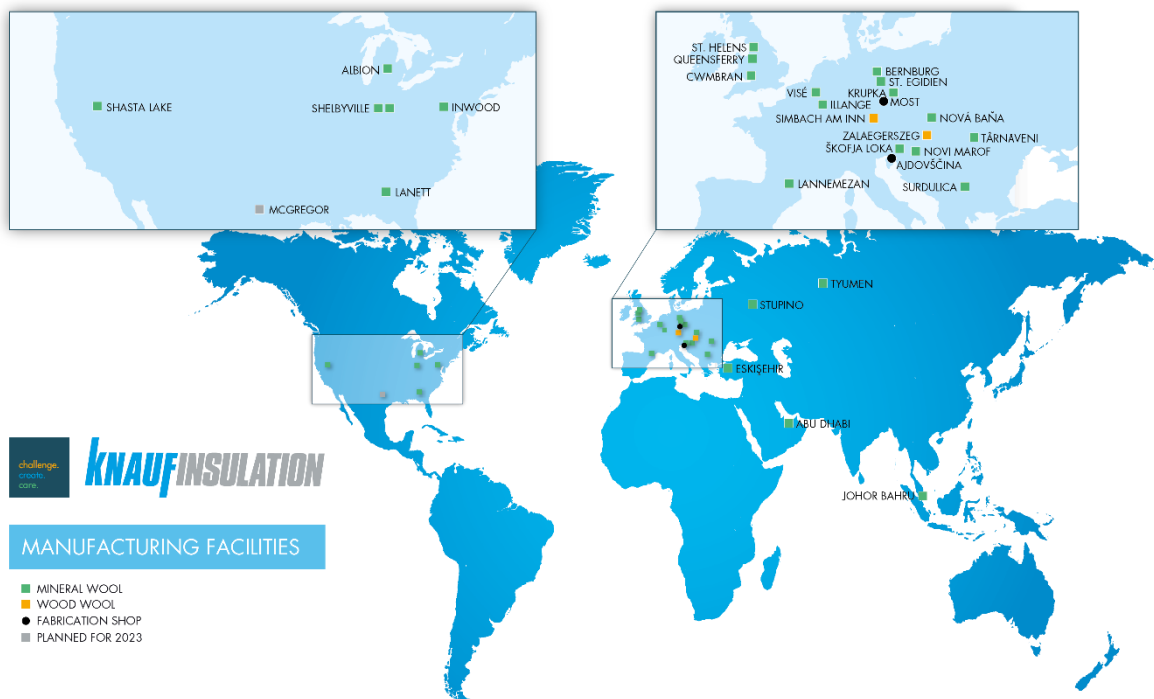 ALBION
SHASTA LAKE
SHELBYVILLE
INWOOD
LANETT
MCGREGOR
ST. HELENS
QUEENSFERRY
CWMBRAN
BERNBURG
ST. EGIDIEN
VISÉ
KRUPKA
MOST
ILLANGE
SIMBACH AM INN
NOVÁ BAŇA
ZALAEGERSZEG
TÂRNĂVENI
ŠKOFJA LOKA
NOVI MAROF
AJDOVŠČINA
LANNEMEZAN
SURDULICA
TYUMEN
STUPINO
ESKIŞEHIR
ABU DHABI
JOHOR BAHRU
challenge.
create.
care.
KNAUFINSULATION
MANUFACTURING FACILITIES
MINERAL WOOL
WOOD WOOL
FABRICATION SHOP
PLANNED FOR 2023